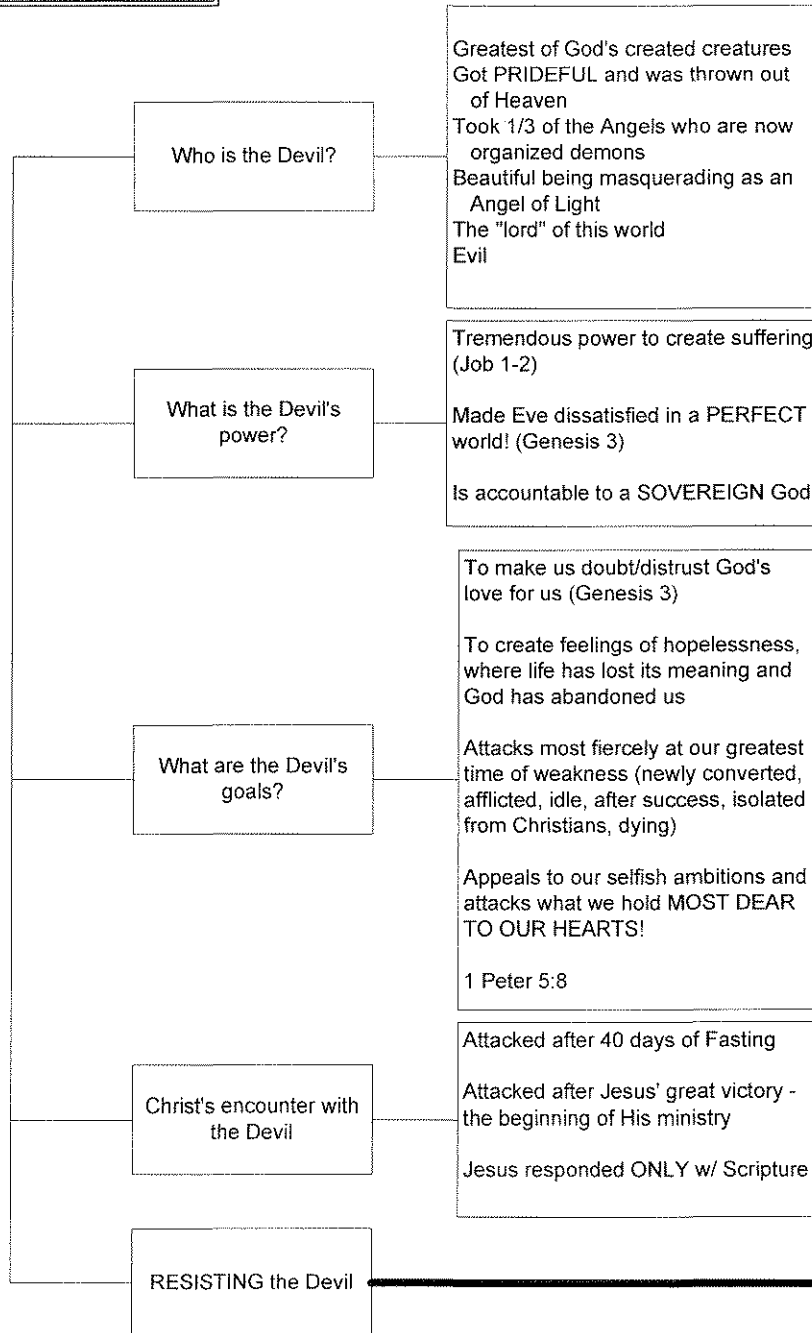 Who is the Devil?
Greatest of God's created creatures
Got PRIDEFUL and was thrown out
of Heaven
Took 1/3 of the Angels who are now
organized demons
Beautiful being masquerading as an
Angel of Light
The "lord" of this world
Evil
What is the Devil's
power?
Tremendous power to create suffering
(Job 1-2)
Made Eve dissatisfied in a PERFECT
world! (Genesis 3)
Is accountable to a SOVEREIGN God
What are the Devil's
goals?
To make us doubt/distrust God's
love for us (Genesis 3)
To create feelings of hopelessness,
where life has lost its meaning and
God has abandoned us
Attacks most fiercely at our greatest
time of weakness (newly converted,
afflicted, idle, after success, isolated
from Christians, dying)
Appeals to our selfish ambitions and
attacks what we hold MOST DEAR
TO OUR HEARTS!
1 Peter 5:8
Christ's encounter with
the Devil
Attacked after 40 days of Fasting
Attacked after Jesus' great victory -
the beginning of His ministry
Jesus responded ONLY w/ Scripture
RESISTING the Devil